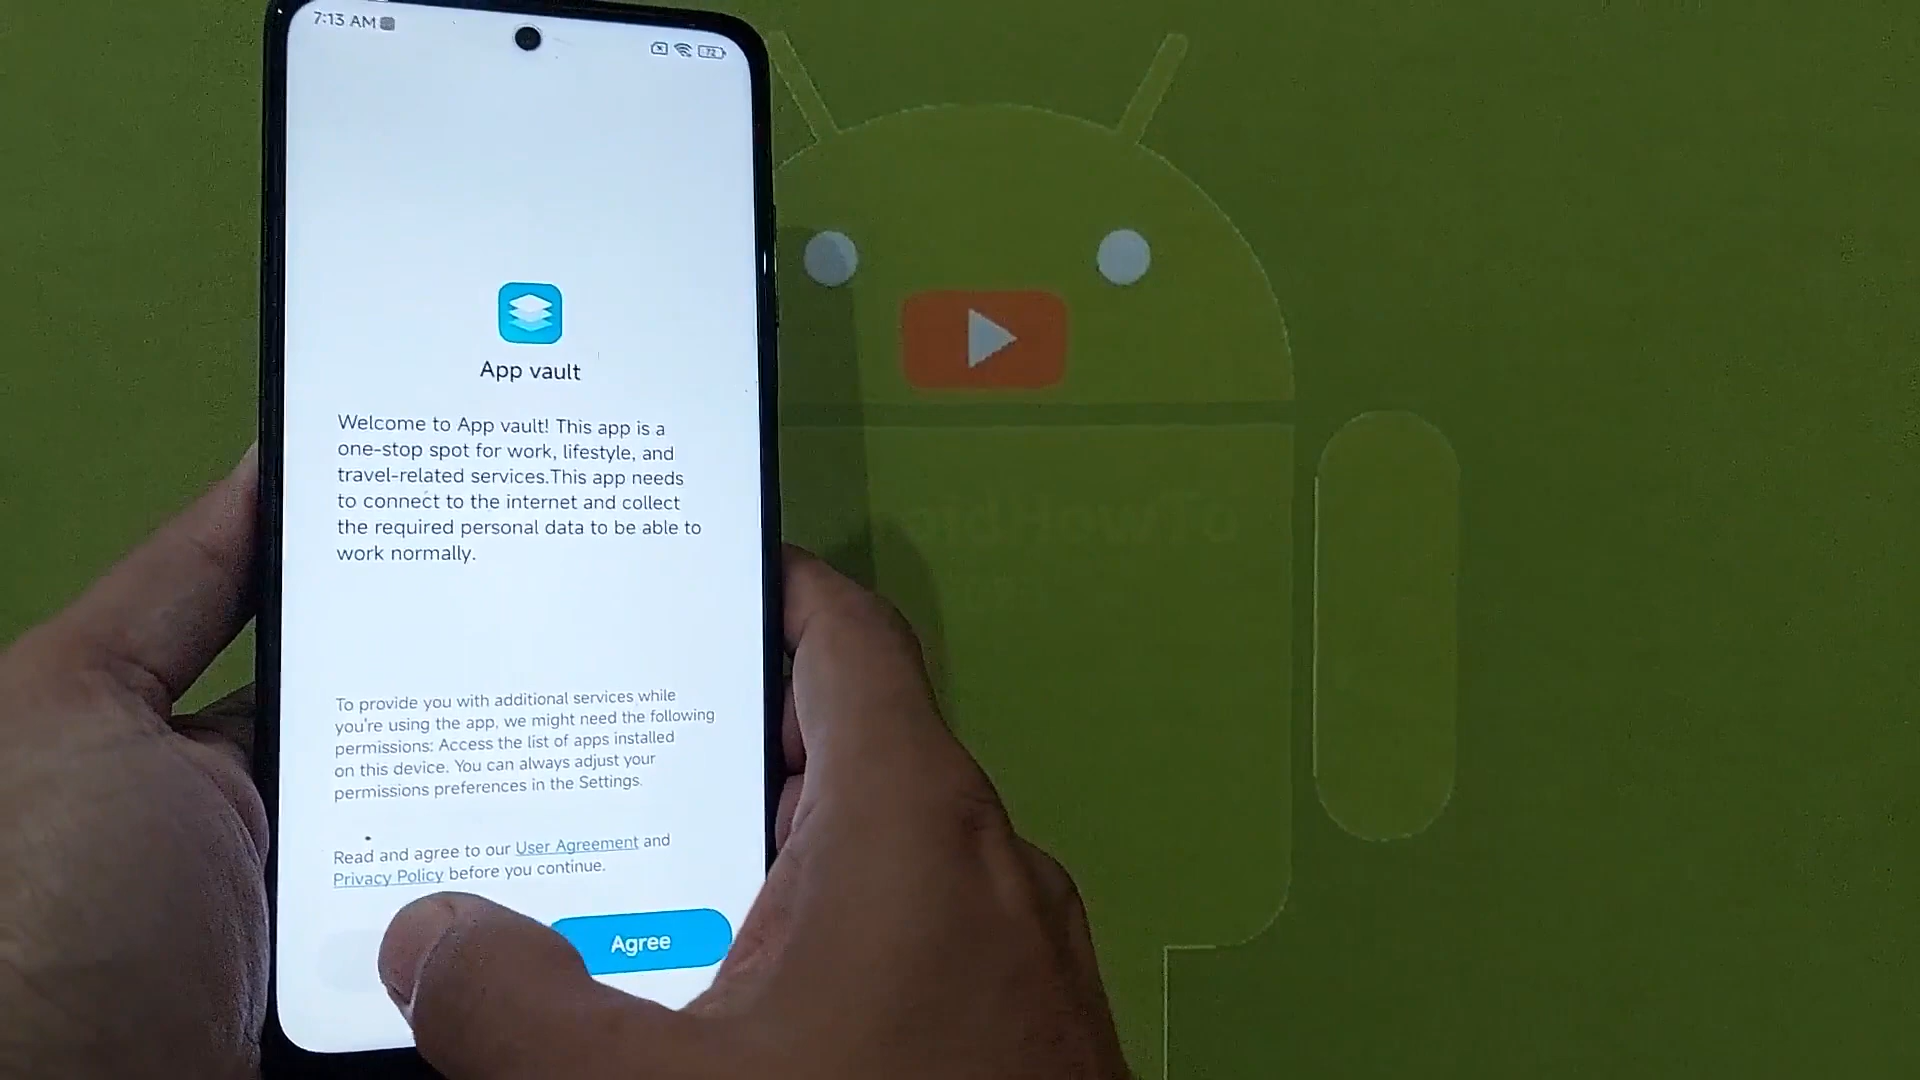 7:13 AM
72
App vault
Welcome to App vault! This app is a
one-stop spot for work, lifestyle, and
travel-related services.This app needs
to connect to the internet and collect
the required personal data to be able to
work normally.
To provide you with additional services while
you're using the app, we might need the following
permissions: Access the list of apps installed
on this device. You can always adjust your
permissions preferences in the Settings.
Read and agree to our User Agreement and
Privacy Policy before you continue.
Agree